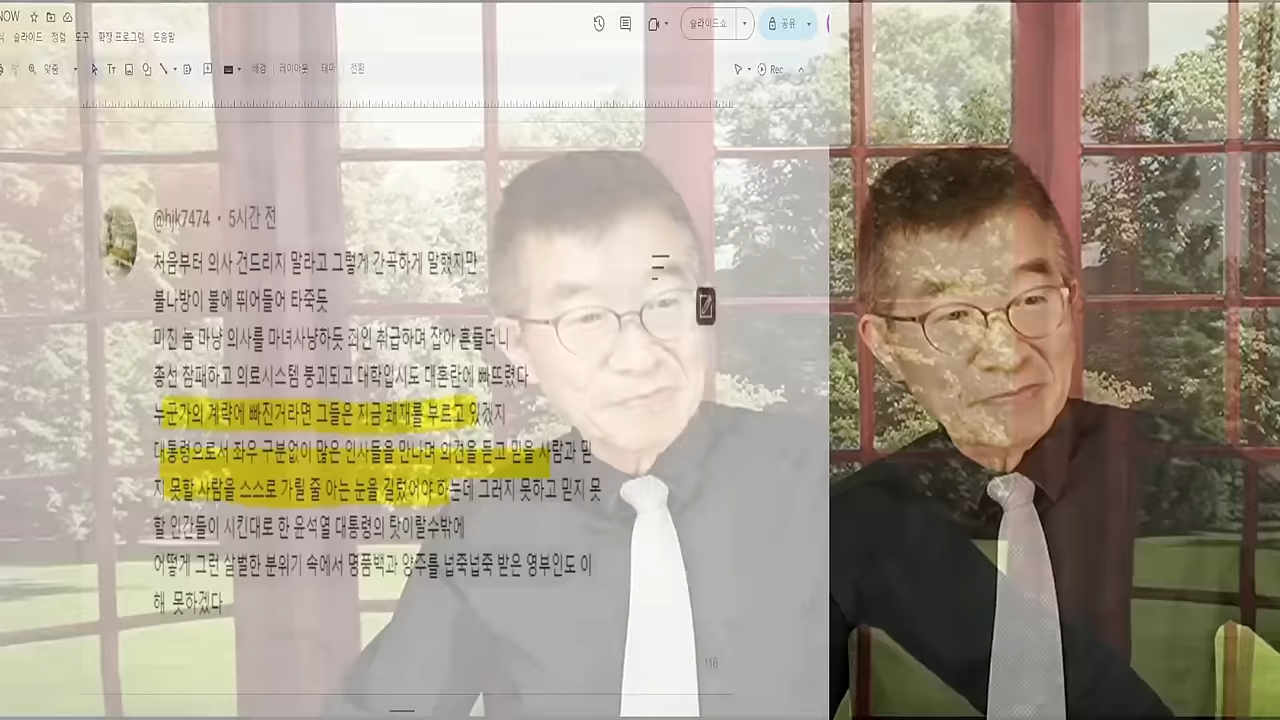 NOW
슬라이드 정렬 도구 확장 프로그램 도움말
슬라이드쇼
공유
맞춤
Tr
배경 레이아웃 테마 전환
Rec
@hjk7474 • 5시간 전
처음부터 의사 건드리지 말라고 그렇게 간곡하게 말했지만
불나방이 불에 뛰어들어 타죽듯
미친 놈 마냥 의사를 마녀사냥하듯 죄인 취급하며 잡아 흔들더니
총선 참패하고 의료시스템 붕괴되고 대학입시도 대혼란에 빠뜨렸다
누군가의 계략에 빠진거라면 그들은 지금 쾌재를 부르고 있겠지
대통령으로서 좌우 구분없이 많은 인사들을 만나며 의견을 듣고 믿을 사람과 믿
지 못할 사람을 스스로 가릴 줄 아는 눈을 길렀어야 하는데 그러지 못하고 믿지 못
할 인간들이 시킨대로 한 윤석열 대통령의 탓이랄수밖에
어떻게 그런 살벌한 분위기 속에서 명품백과 양주를 넙죽넙죽 받은 영부인도 이
해 못하겠다
116